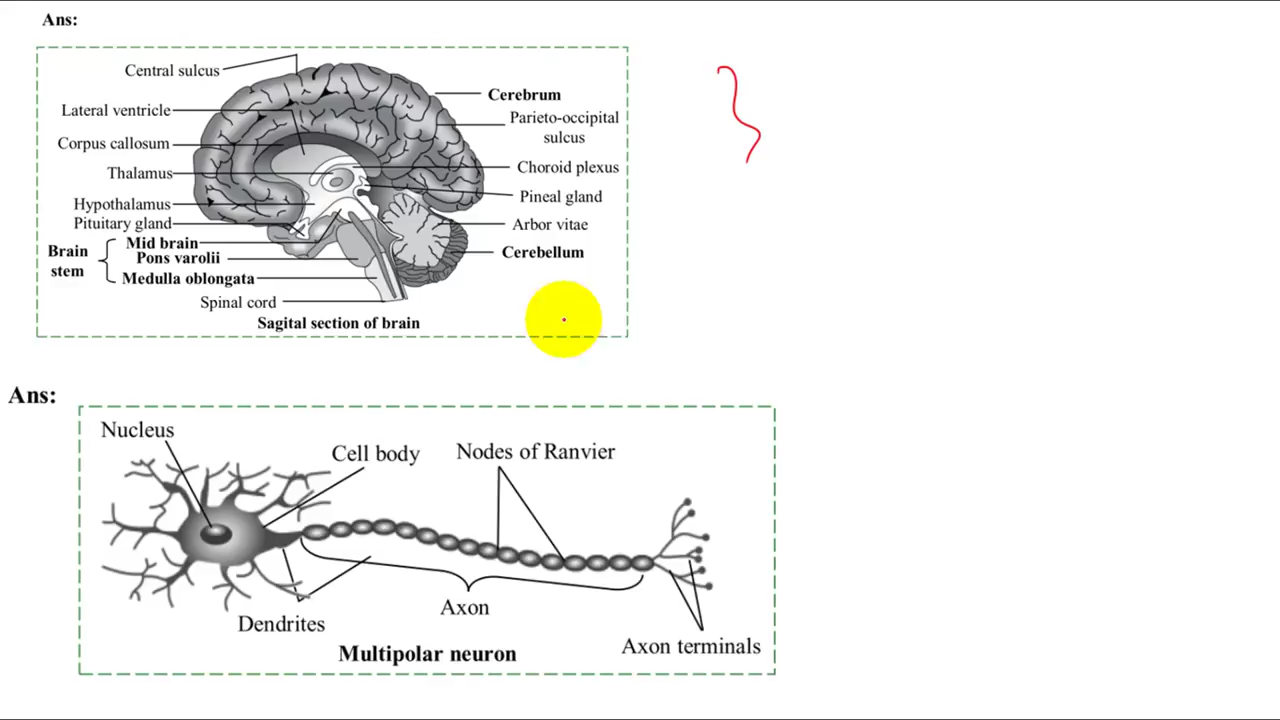 Ans:
Central sulcus
Lateral ventricle
Corpus callosum
Thalamus
Hypothalamus
Pituitary gland
Brain stem
Mid brain
Pons varolii
Medulla oblongata
Spinal cord
Cerebrum
Parieto-occipital
sulcus
Choroid plexus
Pineal gland
Arbor vitae
Cerebellum
Sagital section of brain
Ans:
Nucleus
Cell body
Nodes of Ranvier
Dendrites
Axon
Axon terminals
Multipolar neuron